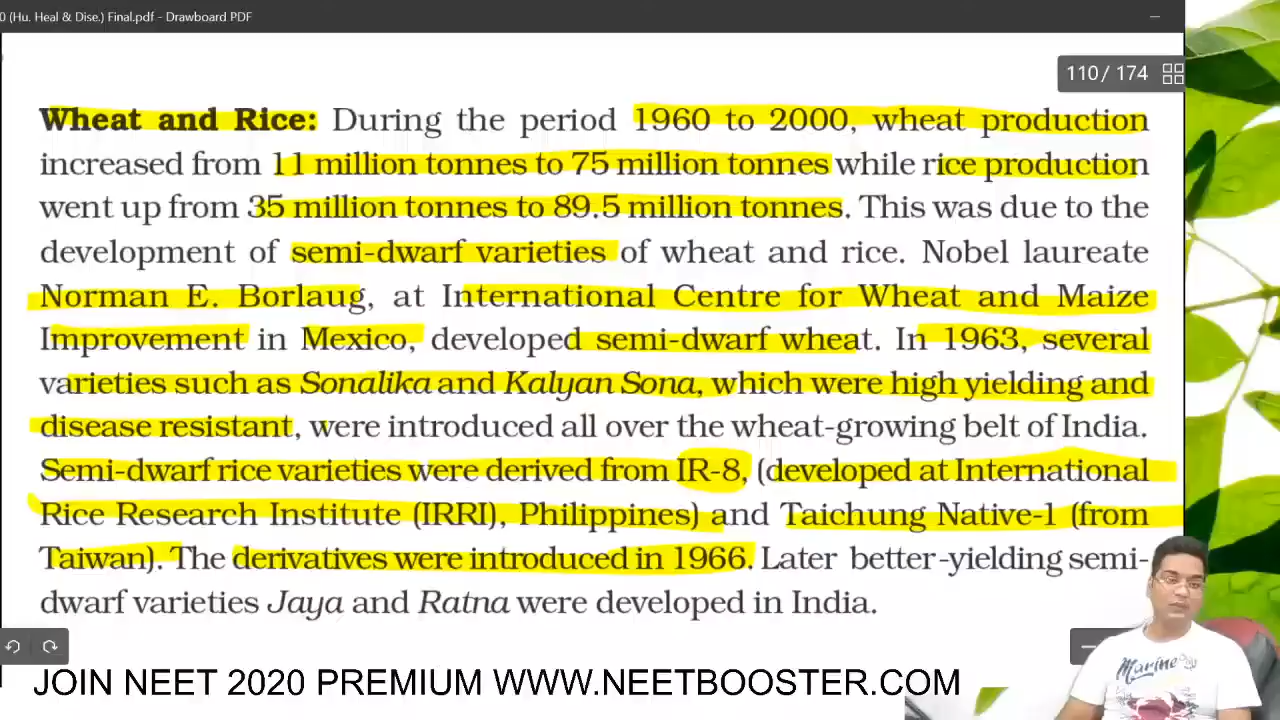 0 (Hu. Heal & Dise.) Final.pdf - Drawboard PDF
110 / 174
Wheat and Rice: During the period 1960 to 2000, wheat production
increased from 11 million tonnes to 75 million tonnes while rice production
went up from 35 million tonnes to 89.5 million tonnes. This was due to the
development of semi-dwarf varieties of wheat and rice. Nobel laureate
Norman E. Borlaug, at International Centre for Wheat and Maize
Improvement in Mexico, developed semi-dwarf wheat. In 1963, several
varieties such as Sonalika and Kalyan Sona, which were high yielding and
disease resistant, were introduced all over the wheat-growing belt of India.
Semi-dwarf rice varieties were derived from IR-8, (developed at International
Rice Research Institute (IRRI), Philippines) and Taichung Native-1 (from
Taiwan). The derivatives were introduced in 1966. Later better-yielding semi-
dwarf varieties Jaya and Ratna were developed in India.
Marine
JOIN NEET 2020 PREMIUM WWW.NEETBOOSTER.COM